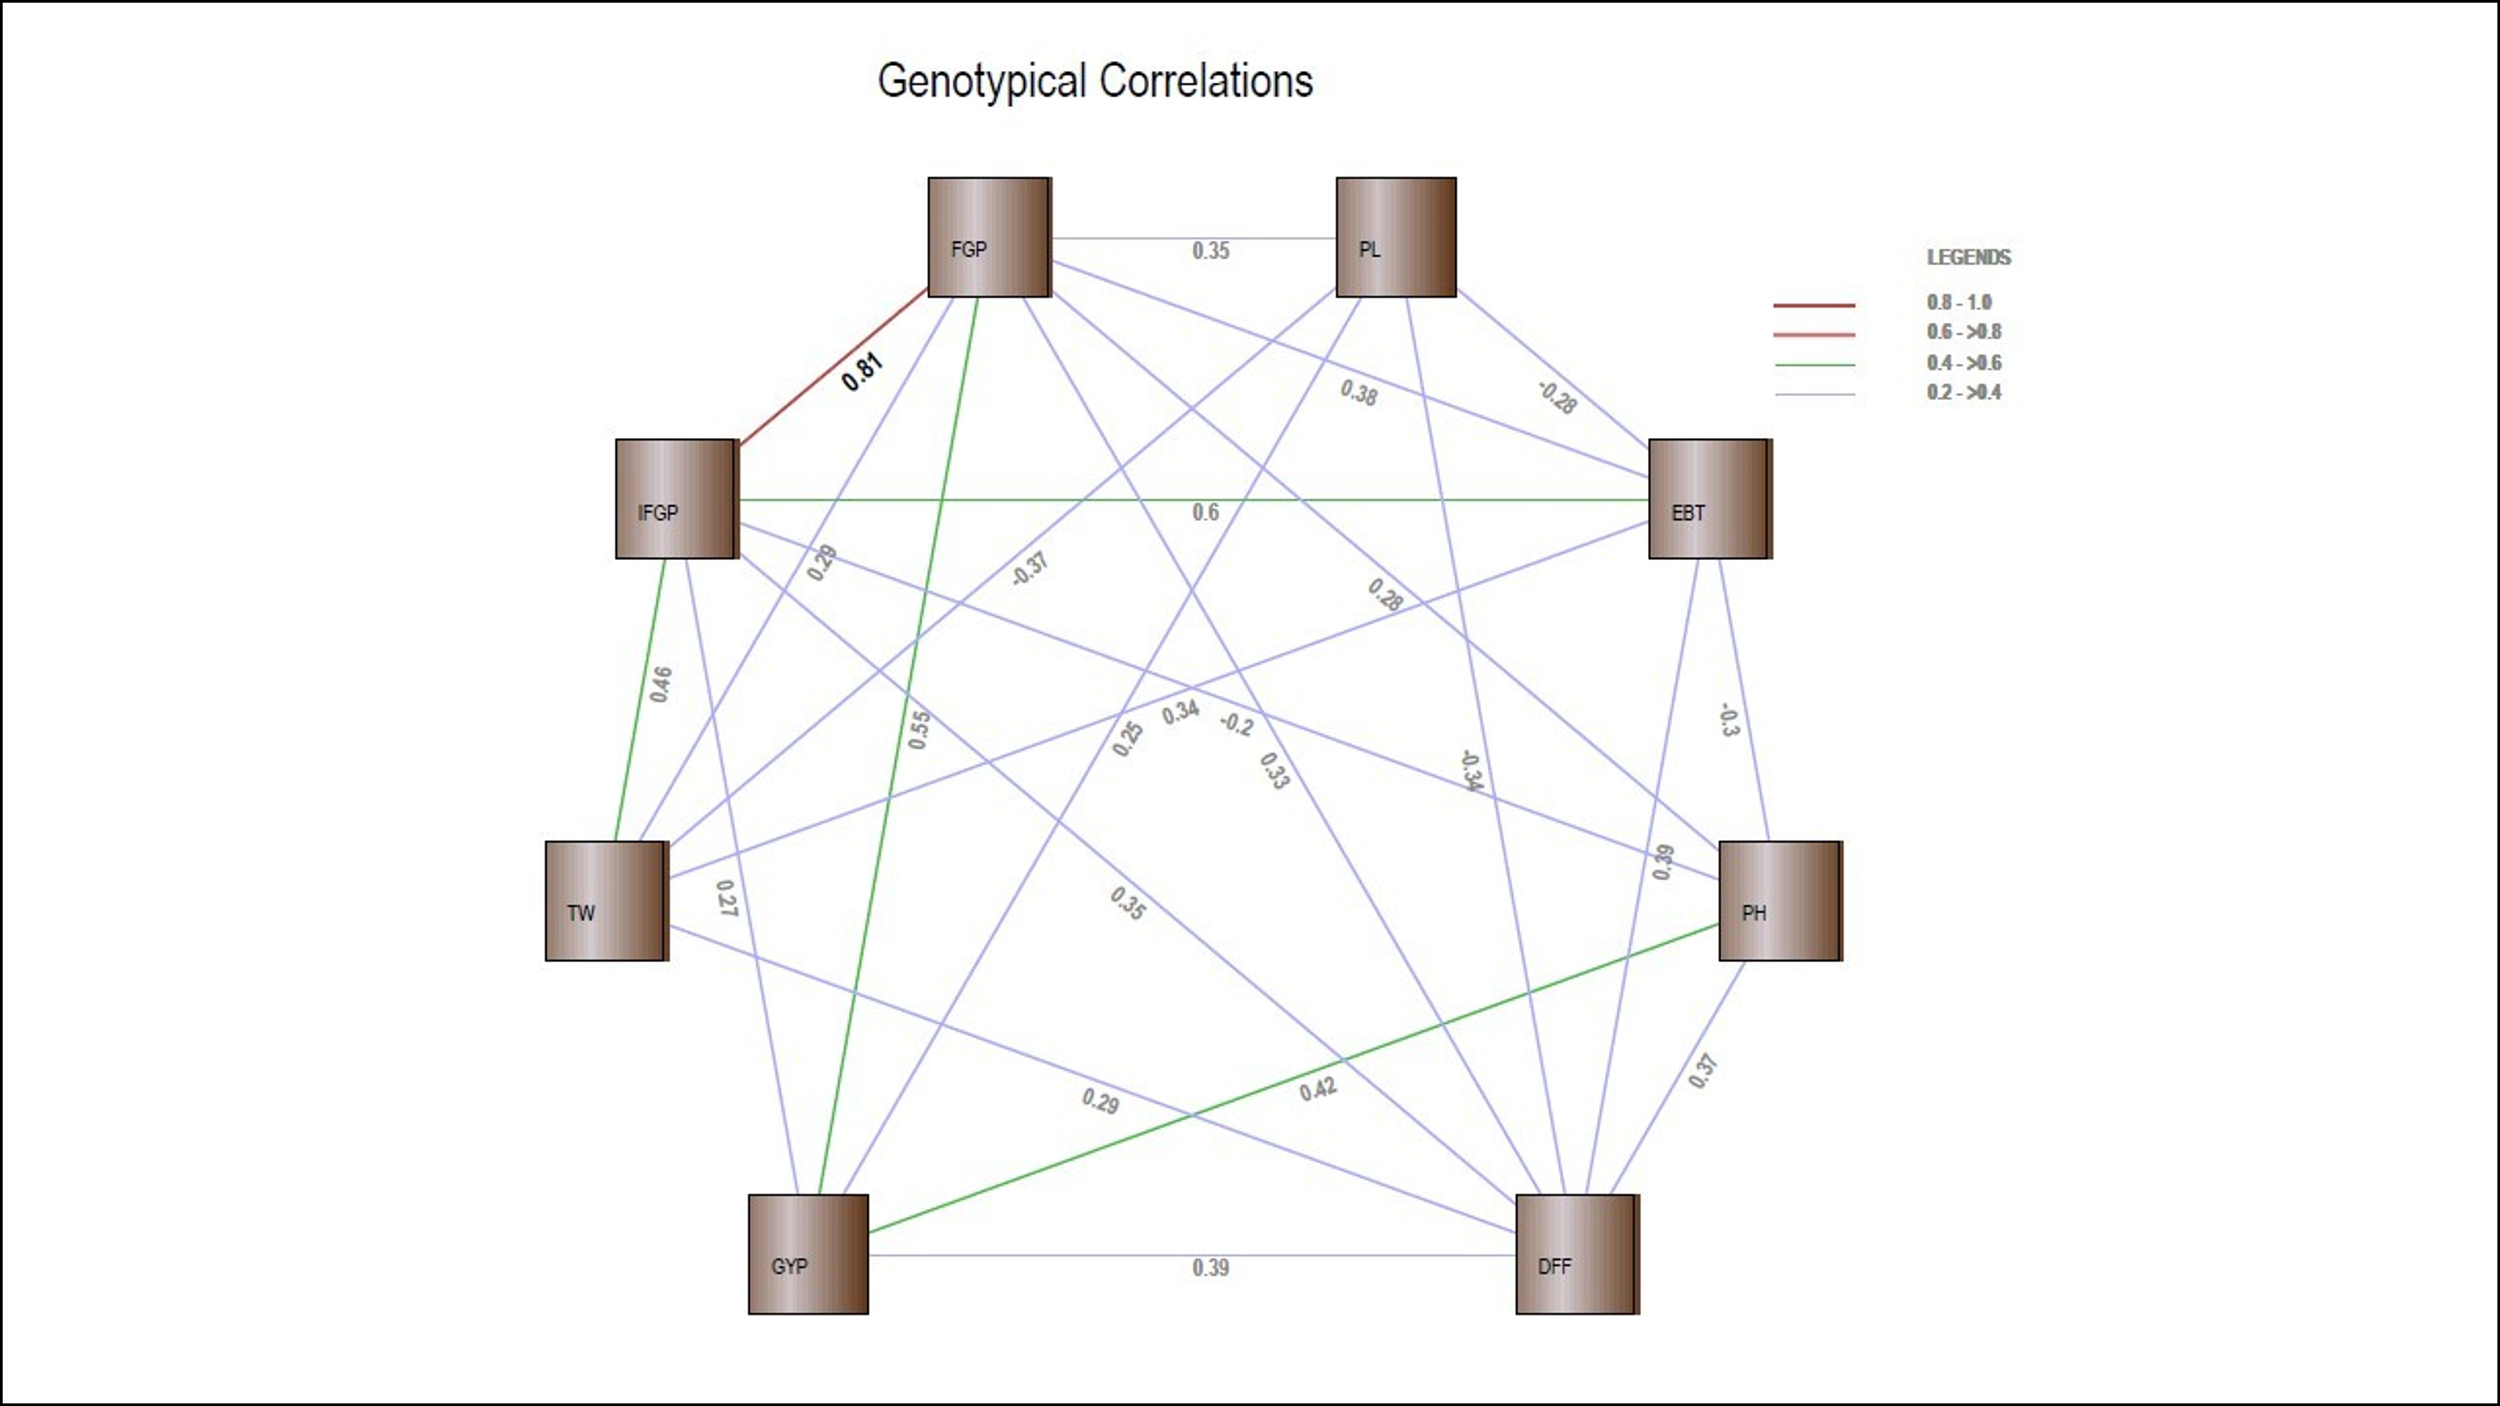 Genotypical Correlations
FGP
PL
0.35
LEGENDS
0.8 - 1.0
0.6 - >0.8
0.4 - >0.6
0.2 - >0.4
0.81
0.38
-0.28
IFGP
0.6
EBT
0.29
-0.37
0.28
0.46
0.55
0.25
0.34
-0.2
0.33
-0.34
-0.3
0.39
TW
0.27
0.35
PH
0.29
0.42
0.37
GYP
0.39
DFF